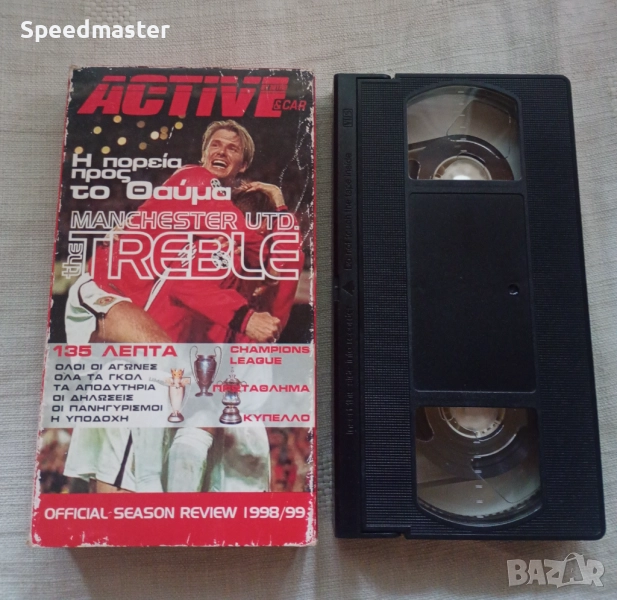 Speedmaster
ACTIVE
& CAR
Η πορεία
προς
το Θαύμα
MANCHESTER UTD.
the TREBLE
135 ΛΕΠΤΑ
ΟΛΟΙ ΟΙ ΑΓΩΝΕΣ
ΟΛΑ ΤΑ ΓΚΟΛ
ΤΑ ΑΠΟΔΥΤΗΡΙΑ
ΟΙ ΔΗΛΩΣΕΙΣ
ΟΙ ΠΑΝΗΓΥΡΙΣΜΟΙ
Η ΥΠΟΔΟΧΗ
CHAMPIONS
LEAGUE
ΠΡΩΤΑΘΛΗΜΑ
ΚΥΠΕΛΛΟ
OFFICIAL SEASON REVIEW 1998/99
BAZAR